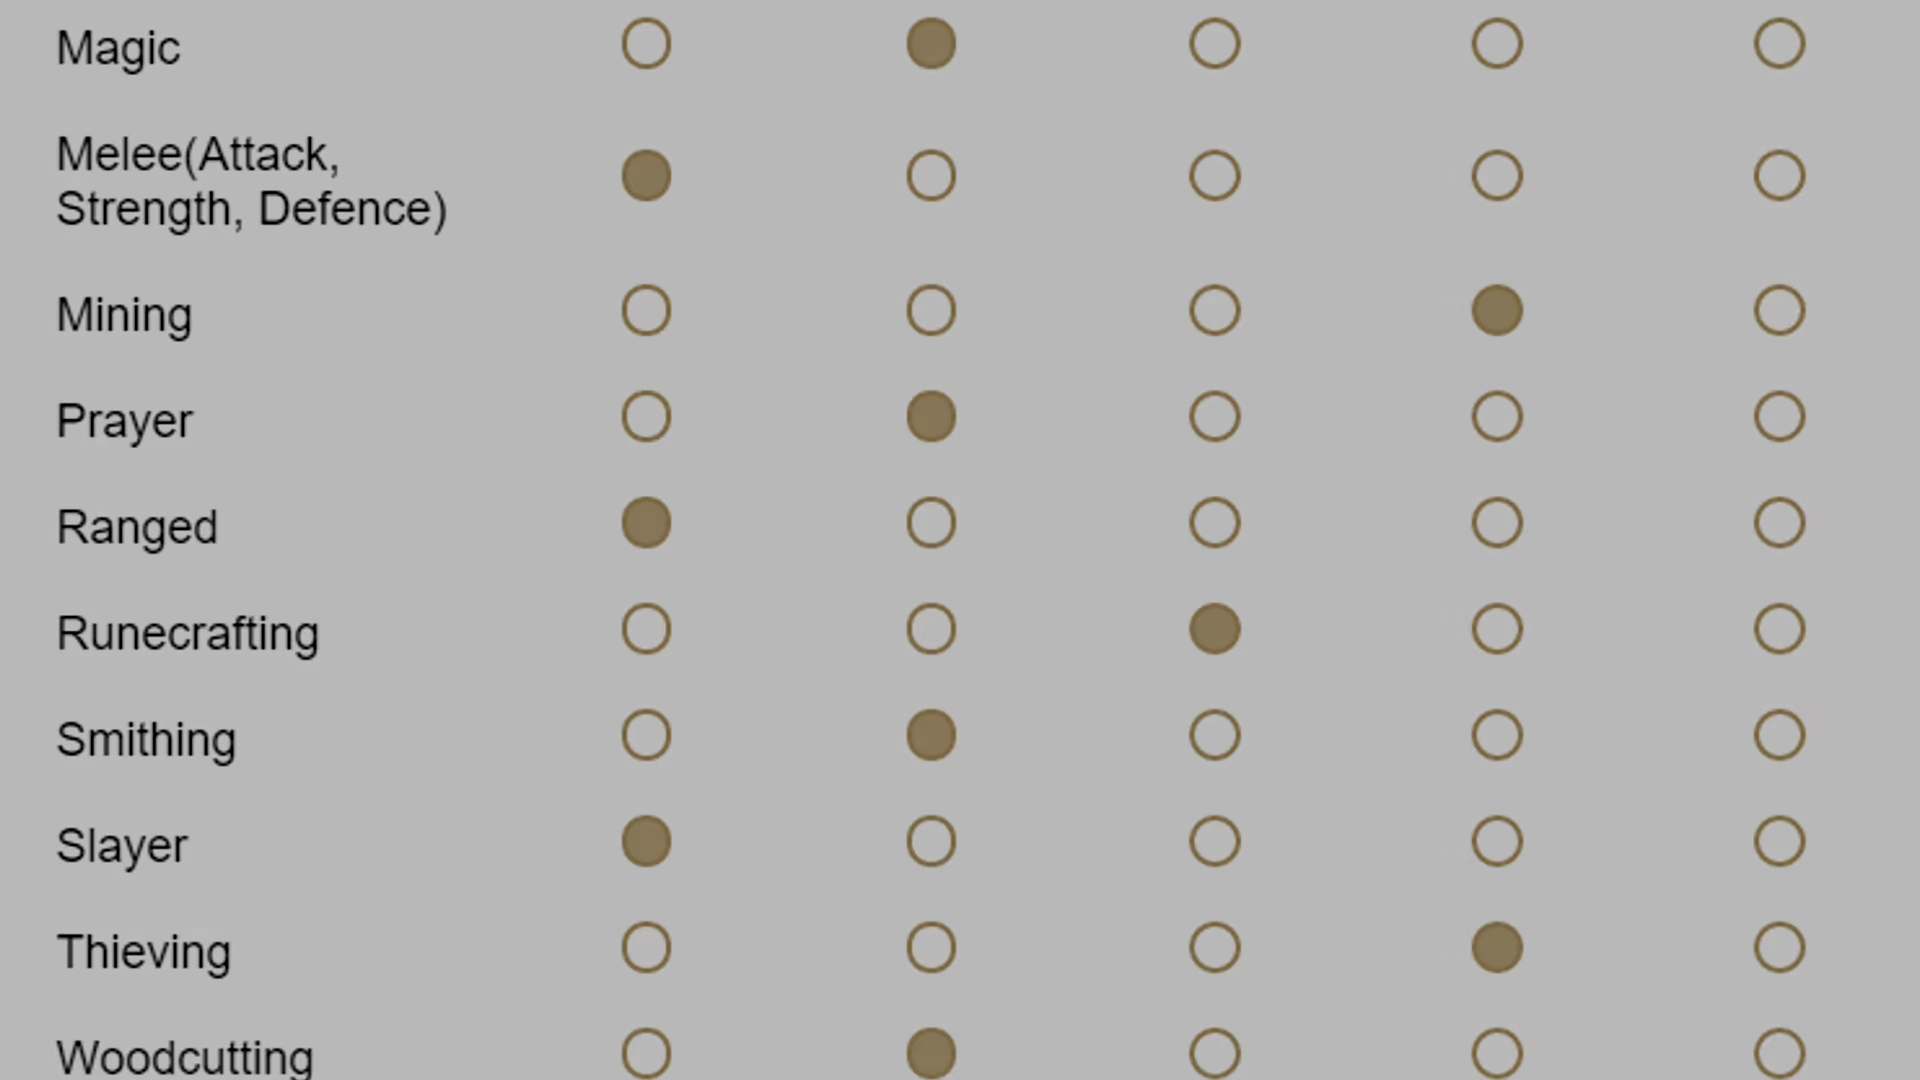 Magic
Melee(Attack,
Strength, Defence)
Mining
Prayer
Ranged
Runecrafting
Smithing
Slayer
Thieving
Woodcutting